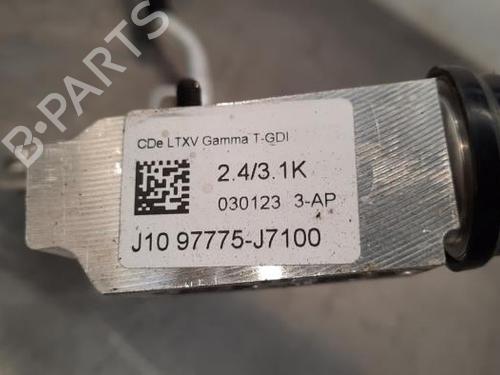 CDe LTXV Gamma T-GDI
2.4/3.1K
030123 3-AP
J10 97775-J7100
B-PARTS